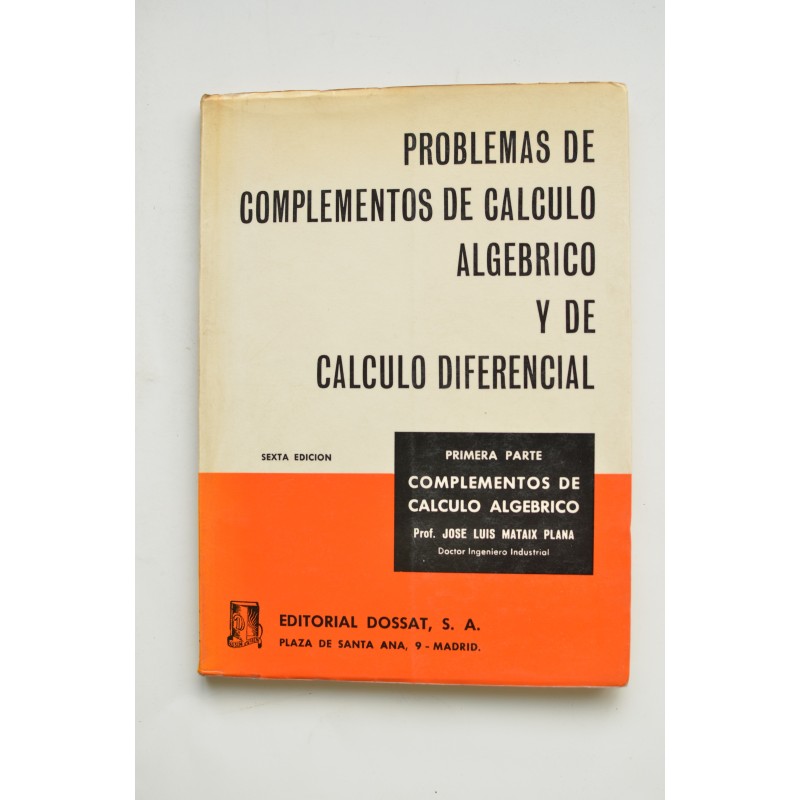 PROBLEMAS DE
COMPLEMENTOS DE CALCULO
ALGEBRICO
Y DE
CALCULO DIFERENCIAL
SEXTA EDICION
PRIMERA PARTE
COMPLEMENTOS DE
CALCULO ALGEBRICO
Prof. JOSE LUIS MATAIX PLANA
Doctor Ingeniero Industrial
EDITORIAL DOSSAT, S. A.
PLAZA DE SANTA ANA, 9 - MADRID.